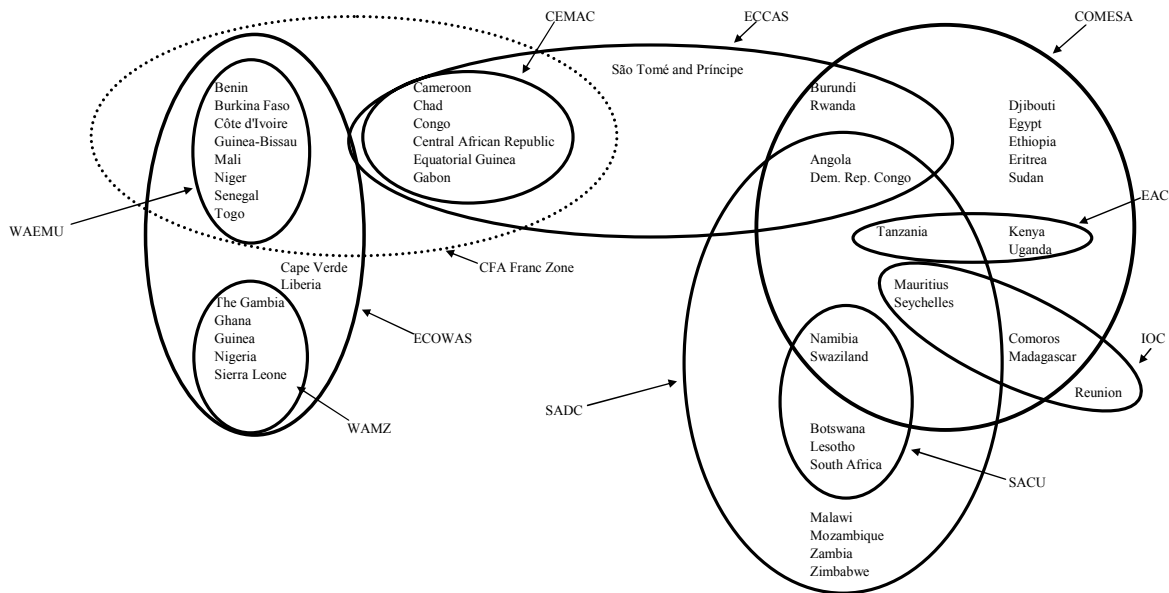 CEMAC
ECCAS
COMESA
São Tomé and Príncipe
Benin
Burkina Faso
Côte d'Ivoire
Guinea-Bissau
Mali
Niger
Senegal
Togo
Cameroon
Chad
Congo
Central African Republic
Equatorial Guinea
Gabon
Burundi
Rwanda
Djibouti
Egypt
Ethiopia
Eritrea
Sudan
Angola
Dem. Rep. Congo
EAC
WAEMU
Tanzania
Kenya
Uganda
CFA Franc Zone
Cape Verde
Liberia
Mauritius
Seychelles
The Gambia
Ghana
Guinea
Nigeria
Sierra Leone
ECOWAS
Namibia
Swaziland
Comoros
Madagascar
IOC
Reunion
SADC
WAMZ
Botswana
Lesotho
South Africa
SACU
Malawi
Mozambique
Zambia
Zimbabwe